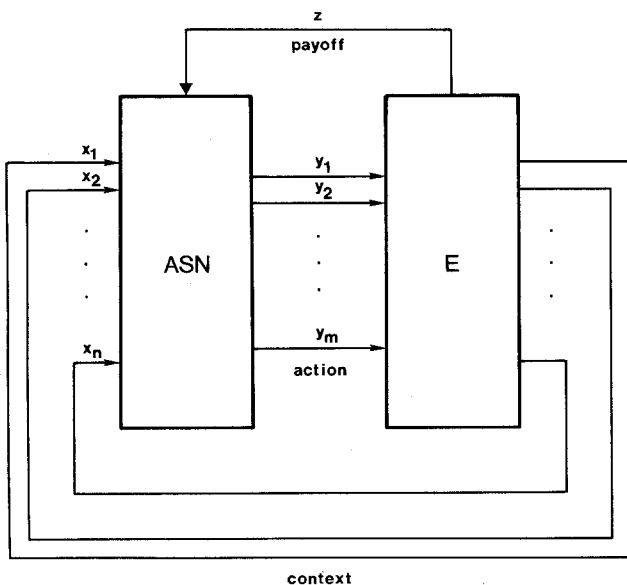 z
payoff
x1
x2
xn
ASN
y1
y2
ym
action
E
context